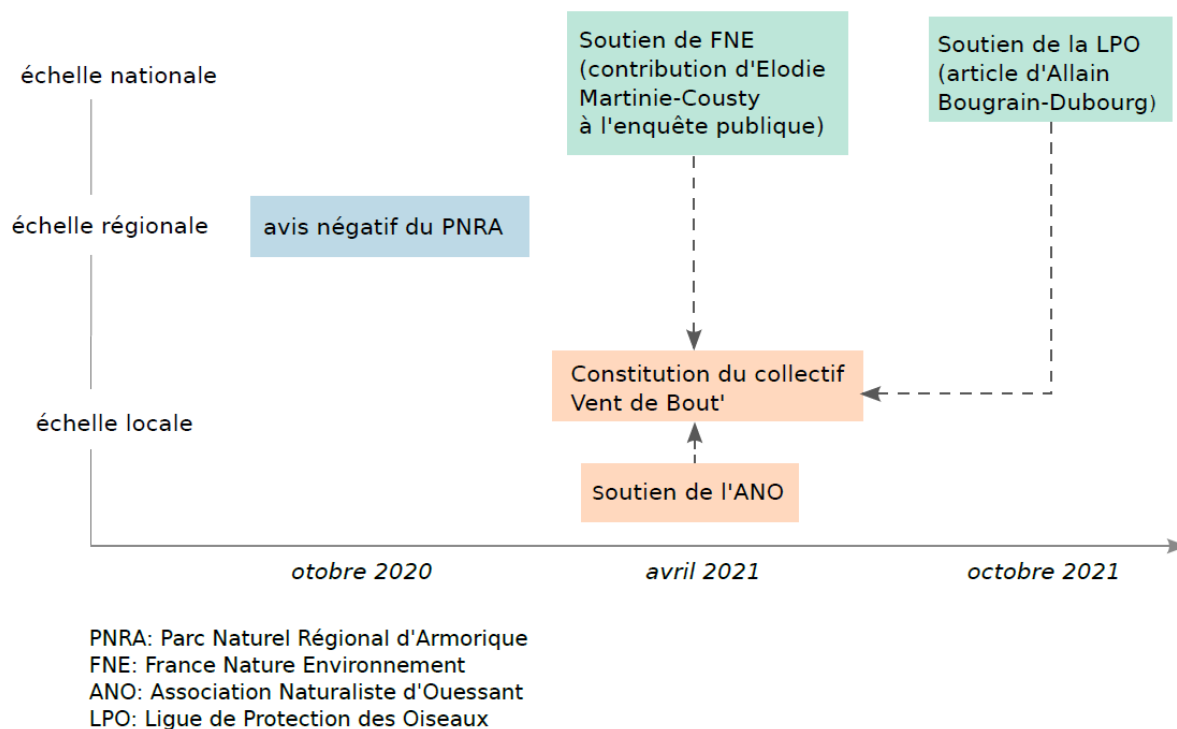 échelle nationale
Soutien de FNE
(contribution d'Elodie
Martinie-Cousty
à l'enquête publique)
Soutien de la LPO
(article d'Allain
Bougrain-Dubourg)
échelle régionale
avis négatif du PNRA
Constitution du collectif
Vent de Bout'
échelle locale
soutien de l'ANO
otobre 2020
avril 2021
octobre 2021
PNRA: Parc Naturel Régional d'Armorique
FNE: France Nature Environnement
ANO: Association Naturaliste d'Ouessant
LPO: Ligue de Protection des Oiseaux